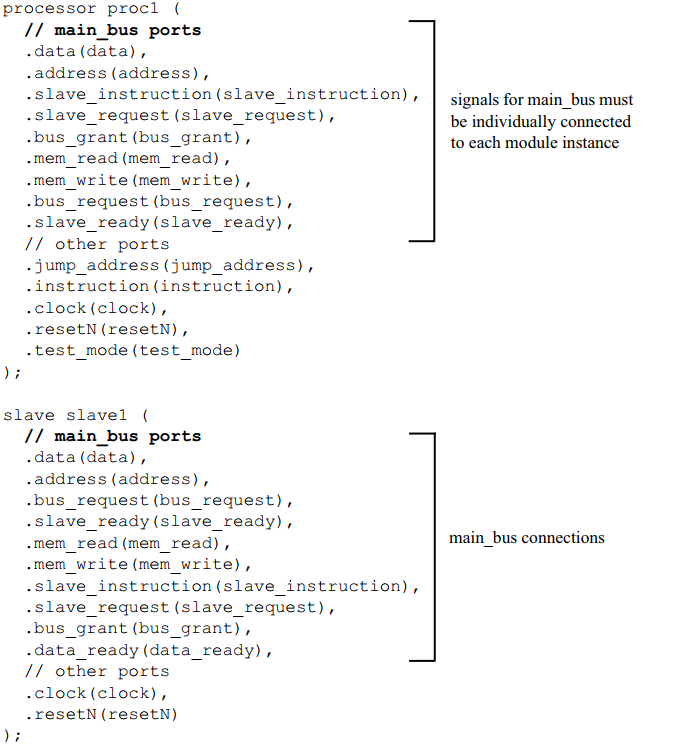 processor proc1 (
// main_bus ports
.data(data),
.address(address),
.slave_instruction(slave_instruction),
.slave_request(slave_request),
.bus_grant(bus_grant),
.mem_read(mem_read),
.mem_write(mem_write),
.bus_request(bus_request),
.slave_ready(slave_ready),
signals for main_bus must
be individually connected
to each module instance
// other ports
.jump_address(jump_address),
.instruction(instruction),
.clock(clock),
.resetN(resetN),
.test_mode(test_mode)
);
slave slave1 (
// main_bus ports
.data(data),
.address(address),
.bus_request(bus_request),
.slave_ready(slave_ready),
.mem_read(mem_read),
.mem_write(mem_write),
.slave_instruction(slave_instruction),
.slave_request(slave_request),
.bus_grant(bus_grant),
.data_ready(data_ready),
main_bus connections
// other ports
.clock(clock),
.resetN(resetN)
);